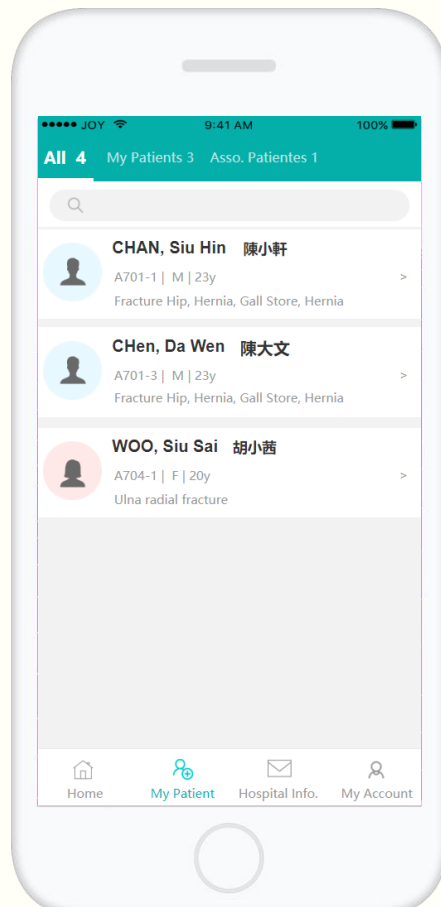 ●●●●● JOY 9:41 AM 100%
All 4 My Patients 3 Asso. Patientes 1
CHAN, Siu Hin 陳小軒
A701-1 | M | 23y >
Fracture Hip, Hernia, Gall Store, Hernia
CHen, Da Wen 陳大文
A701-3 | M | 23y >
Fracture Hip, Hernia, Gall Store, Hernia
WOO, Siu Sai 胡小茜
A704-1 | F | 20y >
Ulna radial fracture
Home My Patient Hospital Info. My Account